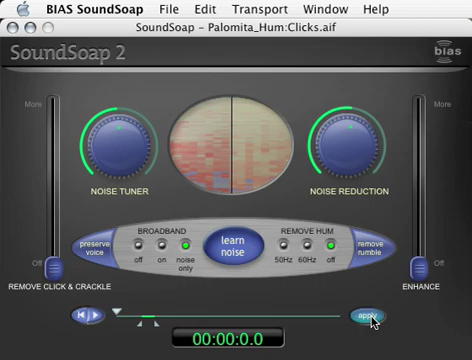 BIAS SoundSoap File Edit Transport Window Help
SoundSoap – Palomita_Hum:Clicks.aif
SoundSoap 2
bias
More
More
NOISE TUNER
NOISE REDUCTION
BROADBAND
REMOVE HUM
preserve voice
learn noise
remove rumble
off on noise only
50Hz 60Hz off
Off
Off
REMOVE CLICK & CRACKLE
ENHANCE
apply
00:00:0.0